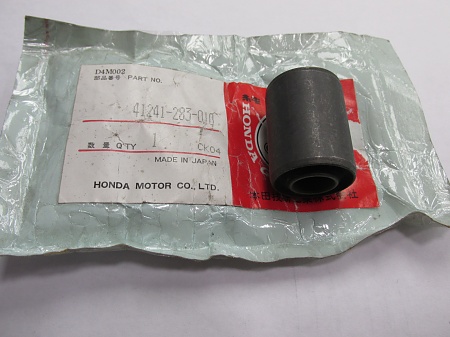 D4M002
部品番号 PART NO.
41241-283-010
数量 Q'TY 1 CK04
MADE IN JAPAN
HONDA MOTOR CO., LTD.
HONDA